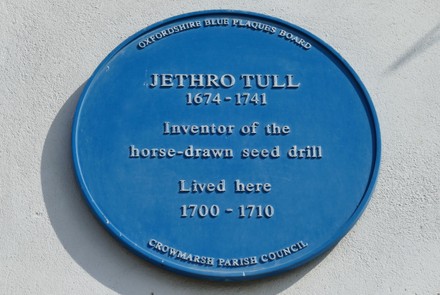 OXFORDSHIRE BLUE PLAQUES BOARD
JETHRO TULL
1674 - 1741
Inventor of the
horse-drawn seed drill
Lived here
1700 - 1710
CROWMARSH PARISH COUNCIL